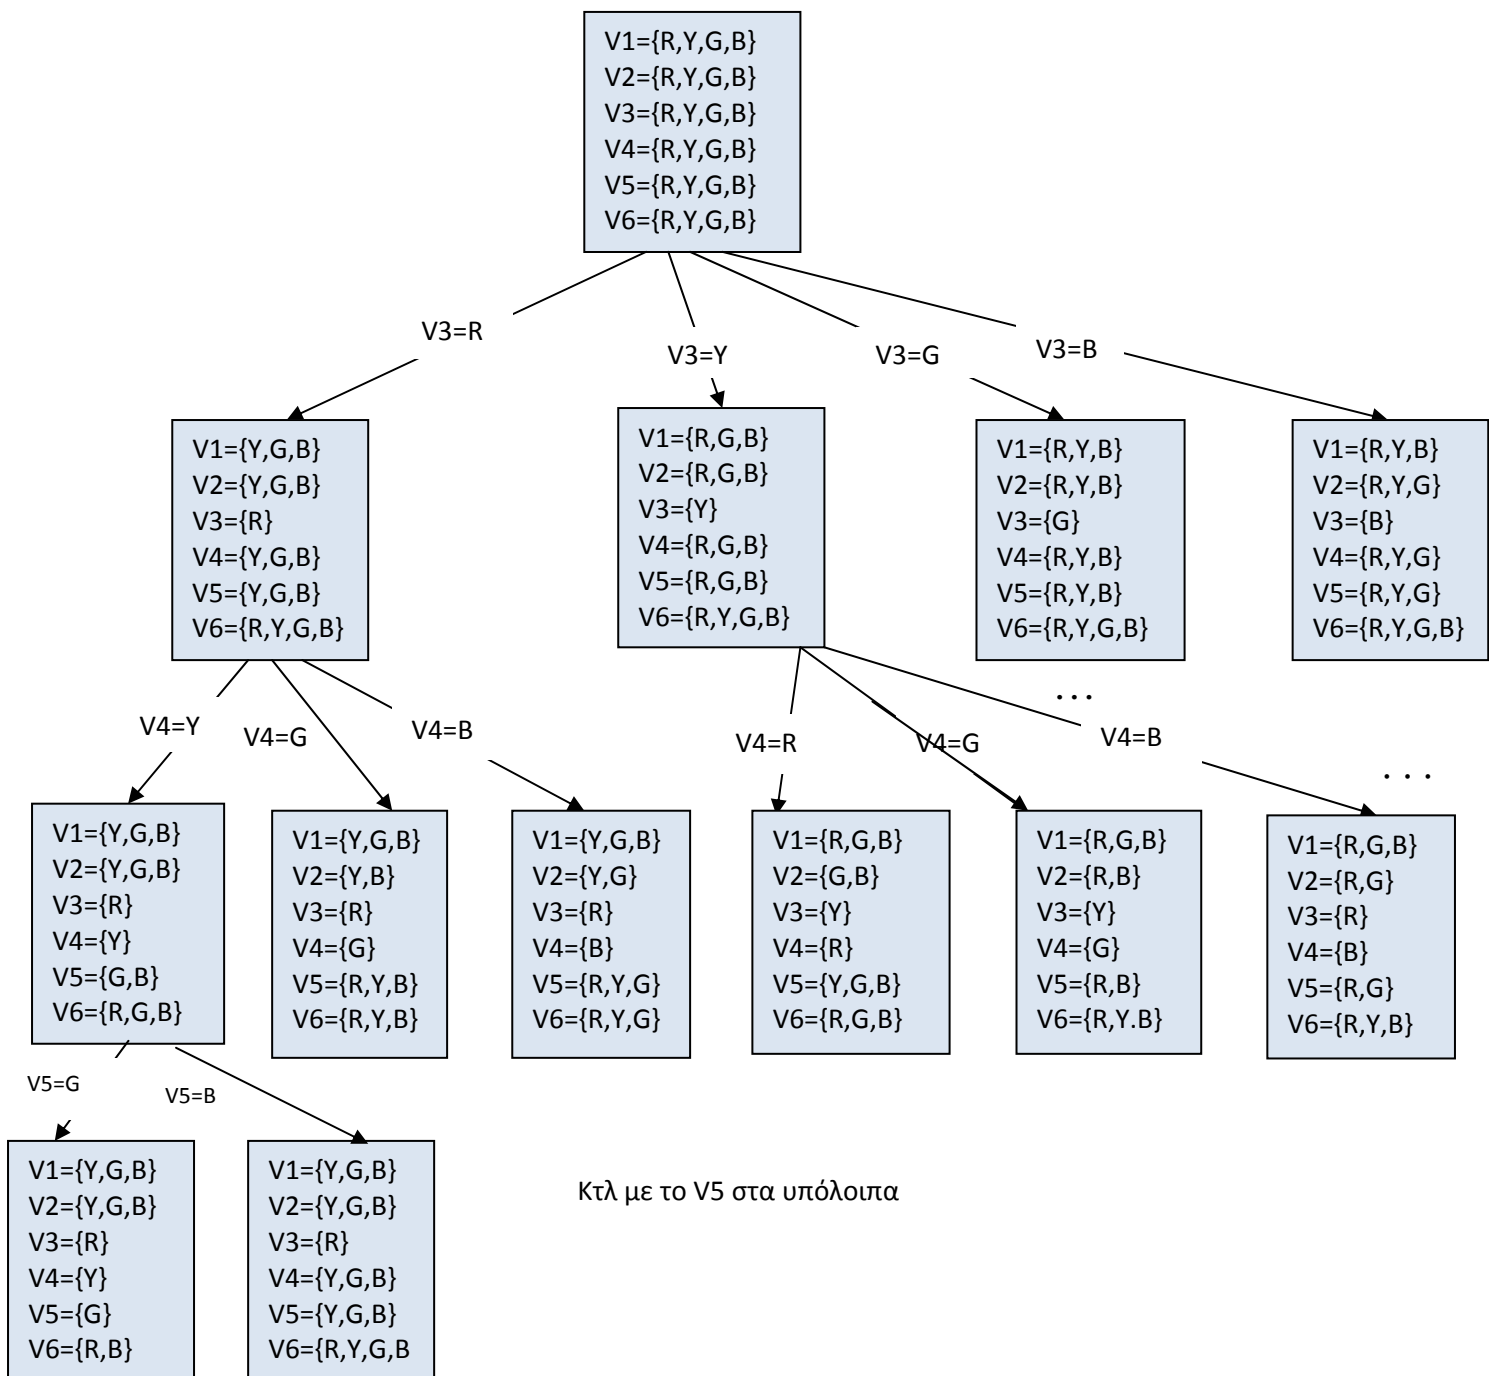 V1={R,Y,G,B}
V2={R,Y,G,B}
V3={R,Y,G,B}
V4={R,Y,G,B}
V5={R,Y,G,B}
V6={R,Y,G,B}
V3=R
V3=Y
V3=G
V3=B
V1={Y,G,B}
V2={Y,G,B}
V3={R}
V4={Y,G,B}
V5={Y,G,B}
V6={R,Y,G,B}
V1={R,G,B}
V2={R,G,B}
V3={Y}
V4={R,G,B}
V5={R,G,B}
V6={R,Y,G,B}
V1={R,Y,B}
V2={R,Y,B}
V3={G}
V4={R,Y,B}
V5={R,Y,B}
V6={R,Y,G,B}
V1={R,Y,B}
V2={R,Y,G}
V3={B}
V4={R,Y,G}
V5={R,Y,G}
V6={R,Y,G,B}
. . .
. . .
V4=Y
V4=G
V4=B
V4=R
V4=G
V4=B
V1={Y,G,B}
V2={Y,G,B}
V3={R}
V4={Y}
V5={G,B}
V6={R,G,B}
V1={Y,G,B}
V2={Y,B}
V3={R}
V4={G}
V5={R,Y,B}
V6={R,Y,B}
V1={Y,G,B}
V2={Y,G}
V3={R}
V4={B}
V5={R,Y,G}
V6={R,Y,G}
V1={R,G,B}
V2={G,B}
V3={Y}
V4={R}
V5={Y,G,B}
V6={R,G,B}
V1={R,G,B}
V2={R,B}
V3={Y}
V4={G}
V5={R,B}
V6={R,Y.B}
V1={R,G,B}
V2={R,G}
V3={R}
V4={B}
V5={R,G}
V6={R,Y,B}
V5=G
V5=B
V1={Y,G,B}
V2={Y,G,B}
V3={R}
V4={Y}
V5={G}
V6={R,B}
V1={Y,G,B}
V2={Y,G,B}
V3={R}
V4={Y,G,B}
V5={Y,G,B}
V6={R,Y,G,B
Κτλ με το V5 στα υπόλοιπα